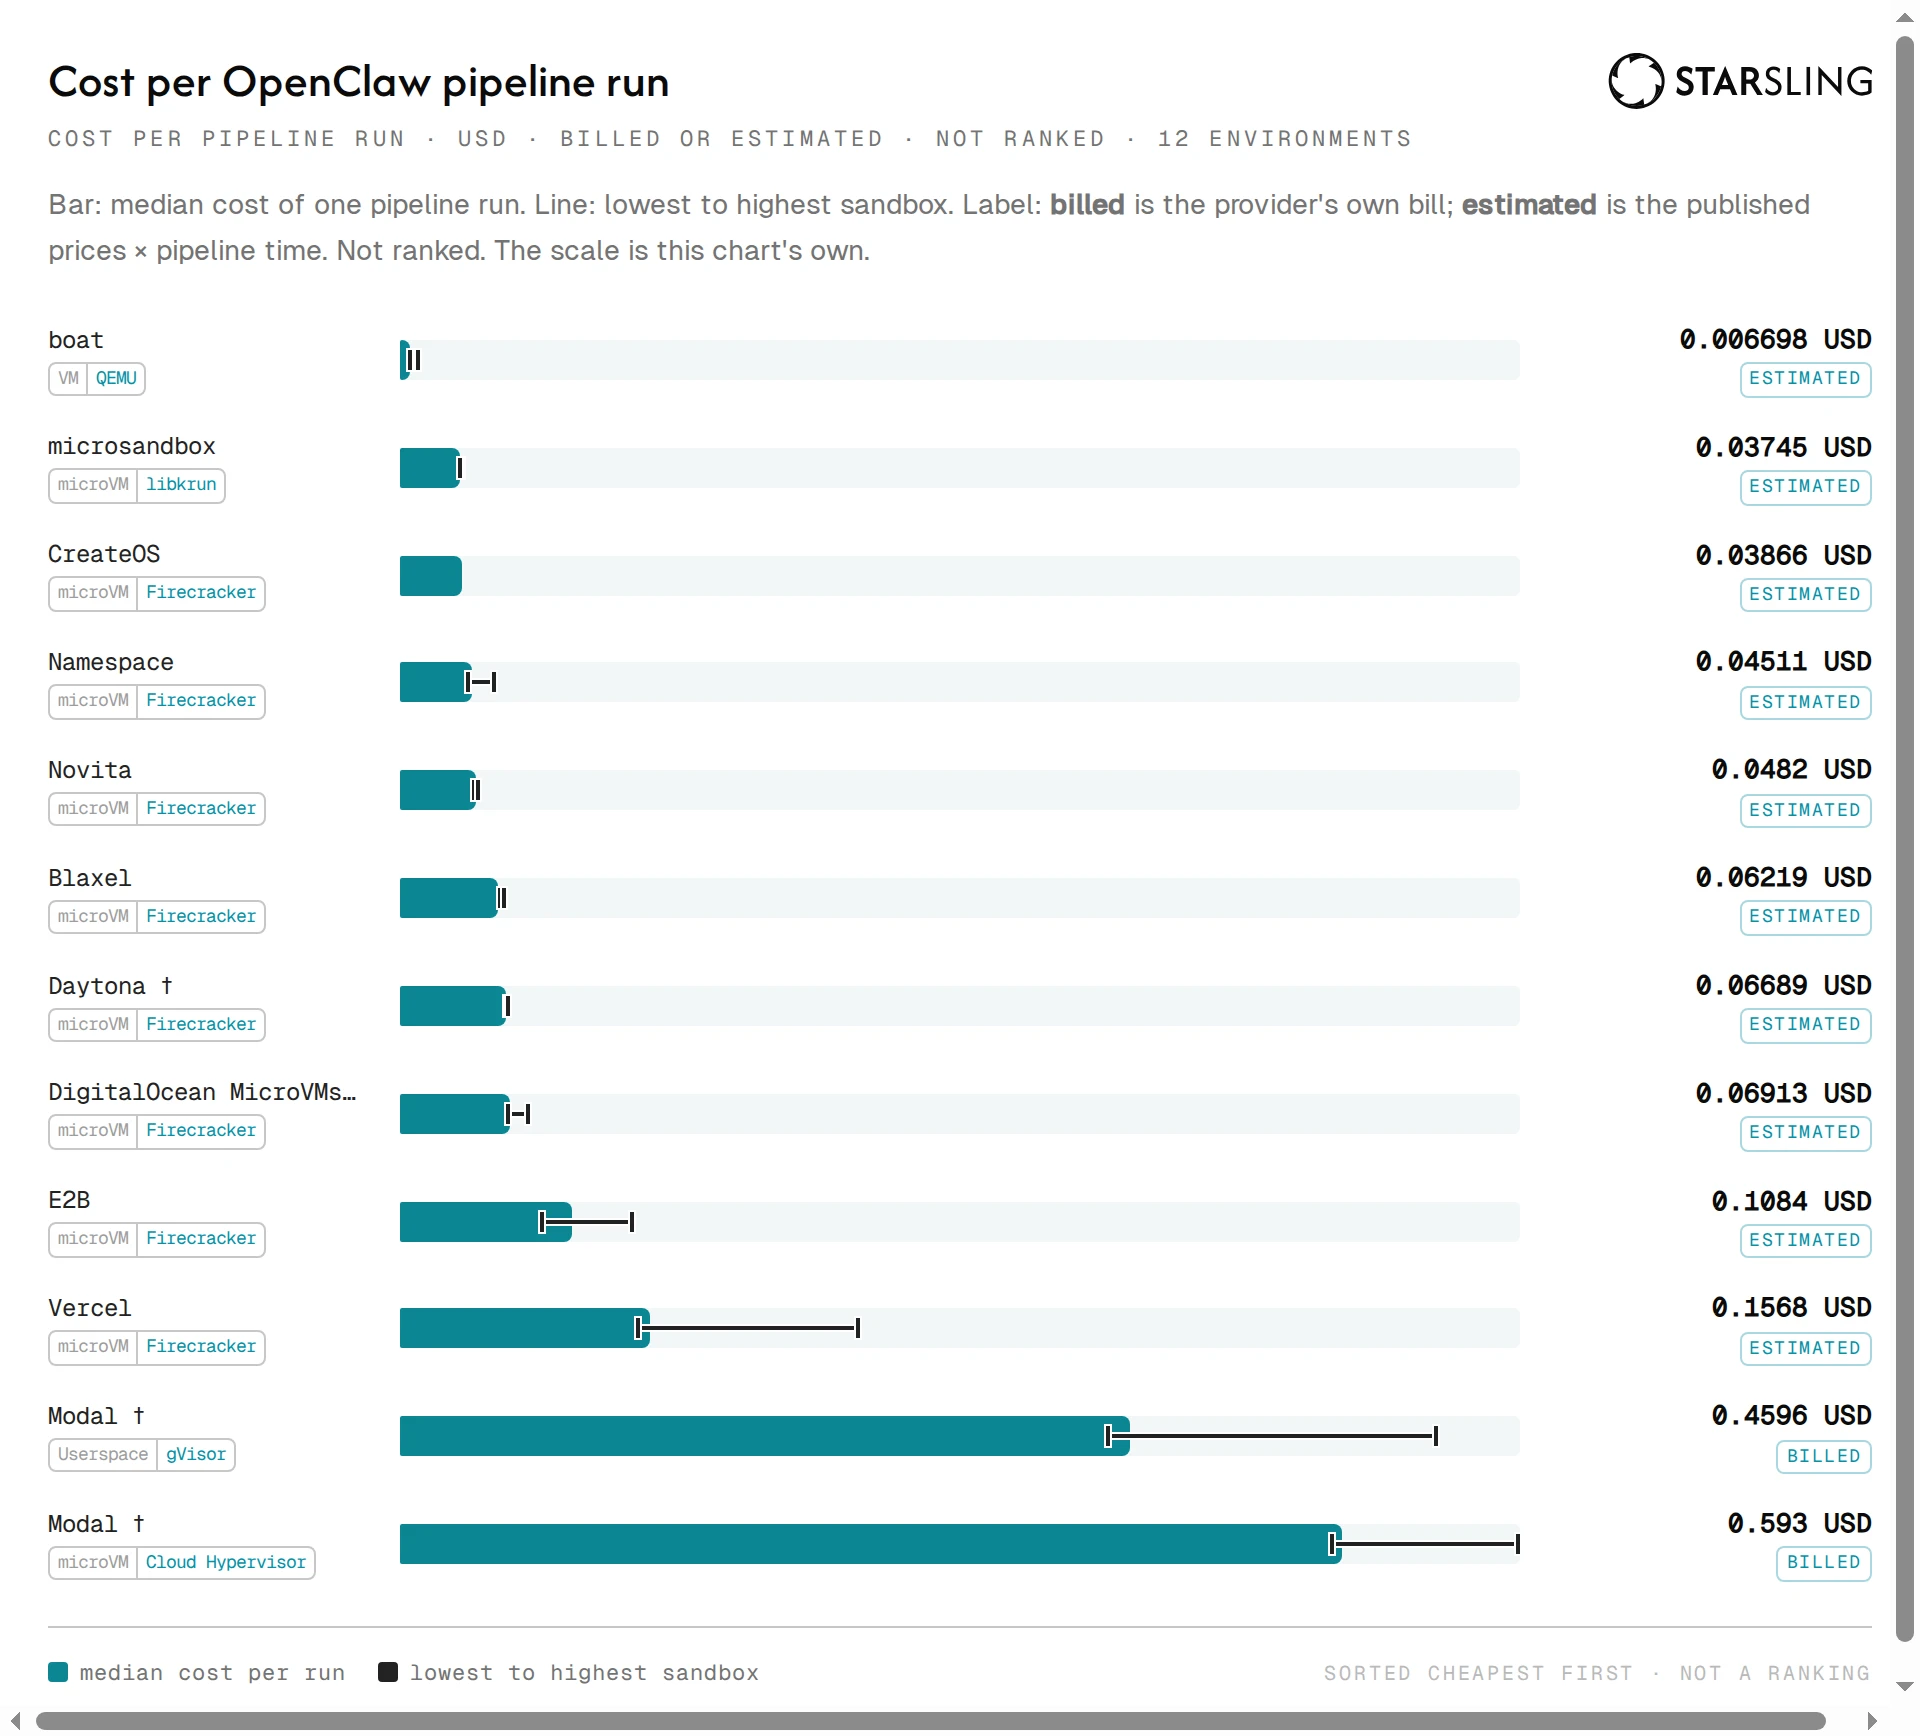 Cost per OpenClaw pipeline run
STARSLING
COST PER PIPELINE RUN · USD · BILLED OR ESTIMATED · NOT RANKED · 12 ENVIRONMENTS
Bar: median cost of one pipeline run. Line: lowest to highest sandbox. Label: billed is the provider's own bill; estimated is the published
prices × pipeline time. Not ranked. The scale is this chart's own.
boat
0.006698 USD
VM QEMU
ESTIMATED
microsandbox
0.03745 USD
microVM libkrun
ESTIMATED
CreateOS
0.03866 USD
microVM Firecracker
ESTIMATED
Namespace
0.04511 USD
microVM Firecracker
ESTIMATED
Novita
0.0482 USD
microVM Firecracker
ESTIMATED
Blaxel
0.06219 USD
microVM Firecracker
ESTIMATED
Daytona †
0.06689 USD
microVM Firecracker
ESTIMATED
DigitalOcean MicroVMs…
0.06913 USD
microVM Firecracker
ESTIMATED
E2B
0.1084 USD
microVM Firecracker
ESTIMATED
Vercel
0.1568 USD
microVM Firecracker
ESTIMATED
Modal †
0.4596 USD
Userspace gVisor
BILLED
Modal †
0.593 USD
microVM Cloud Hypervisor
BILLED
median cost per run
lowest to highest sandbox
SORTED CHEAPEST FIRST · NOT A RANKING